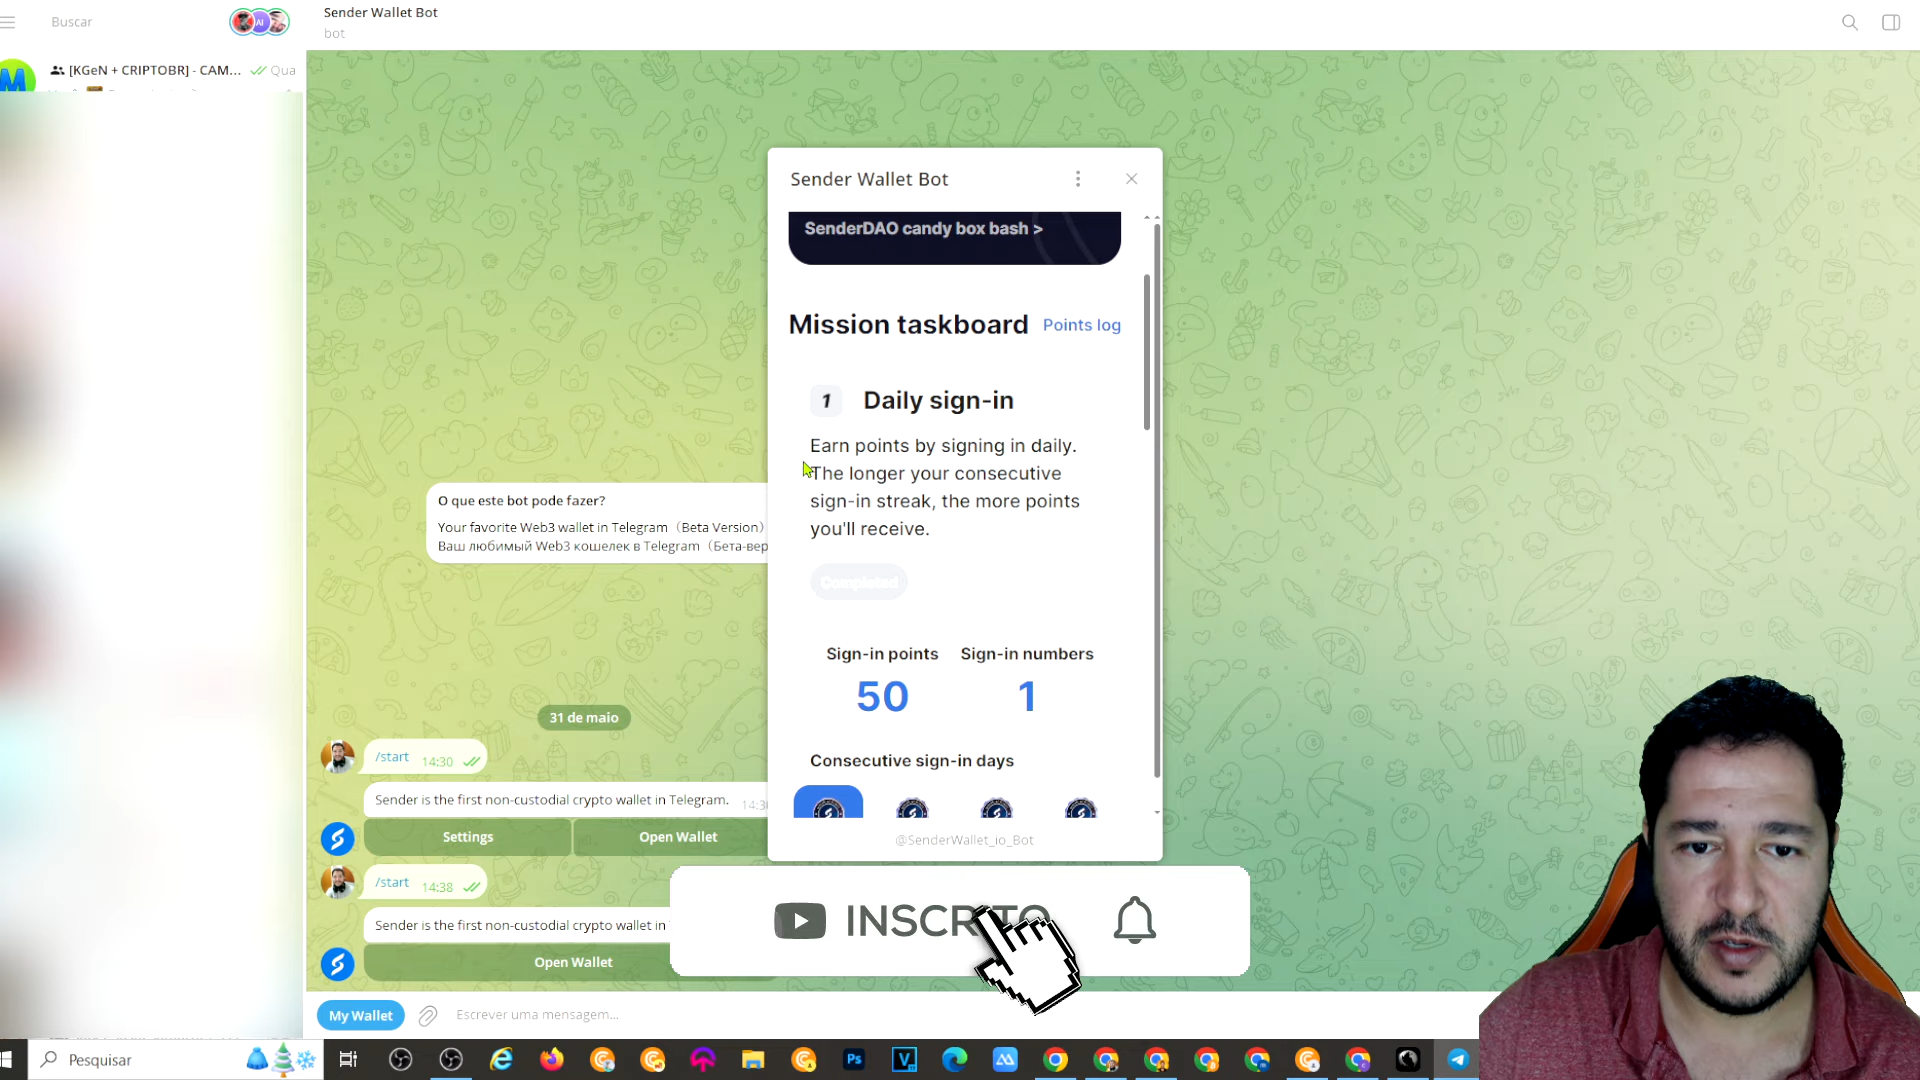 Buscar
Sender Wallet Bot
bot
[KGeN + CRIPTOBR] - CAM...
Qua
Sender Wallet Bot
SenderDAO candy box bash >
Mission taskboard
Points log
1
Daily sign-in
Earn points by signing in daily.
The longer your consecutive
sign-in streak, the more points
you'll receive.
Completed
Sign-in points
Sign-in numbers
50
1
Consecutive sign-in days
@SenderWallet_io_Bot
O que este bot pode fazer?
Your favorite Web3 wallet in Telegram（Beta Version）
Ваш любимый Web3 кошелек в Telegram（Бета-вер
31 de maio
/start
14:30
Sender is the first non-custodial crypto wallet in Telegram.
Settings
Open Wallet
/start
14:38
Sender is the first non-custodial crypto wallet in
Open Wallet
INSCRITO
My Wallet
Escrever uma mensagem...
Pesquisar
Ps
V